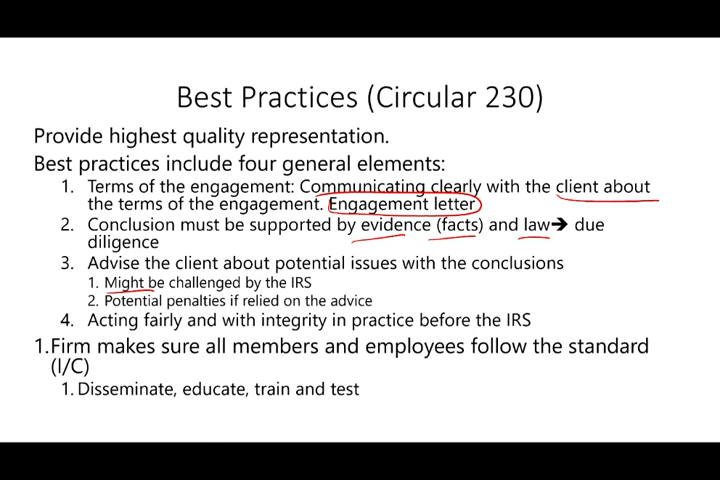 Best Practices (Circular 230)
Provide highest quality representation.
Best practices include four general elements:
1. Terms of the engagement: Communicating clearly with the client about
the terms of the engagement. Engagement letter
2. Conclusion must be supported by evidence (facts) and law→ due
diligence
3. Advise the client about potential issues with the conclusions
1. Might be challenged by the IRS
2. Potential penalties if relied on the advice
4. Acting fairly and with integrity in practice before the IRS
1.Firm makes sure all members and employees follow the standard
(I/C)
1. Disseminate, educate, train and test